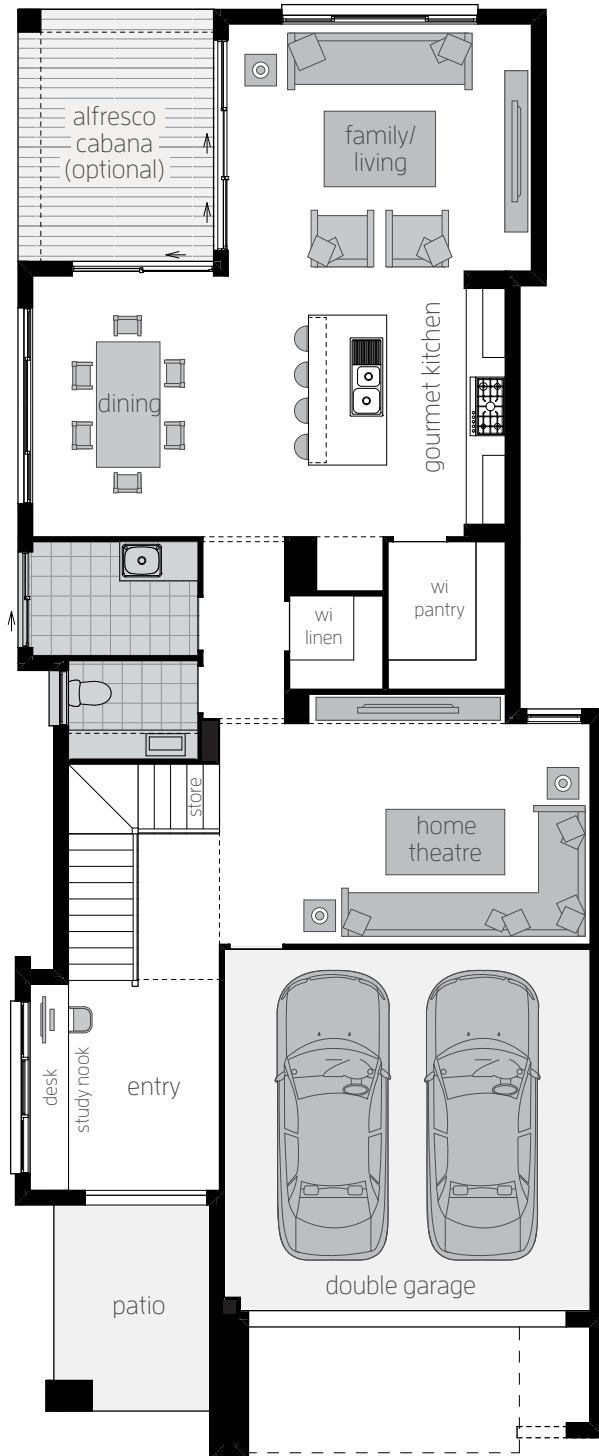 alfresco
cabana
(optional)
family/
living
gourmet kitchen
dining
wi
linen
wi
pantry
store
home
theatre
desk
study nook
entry
double garage
patio